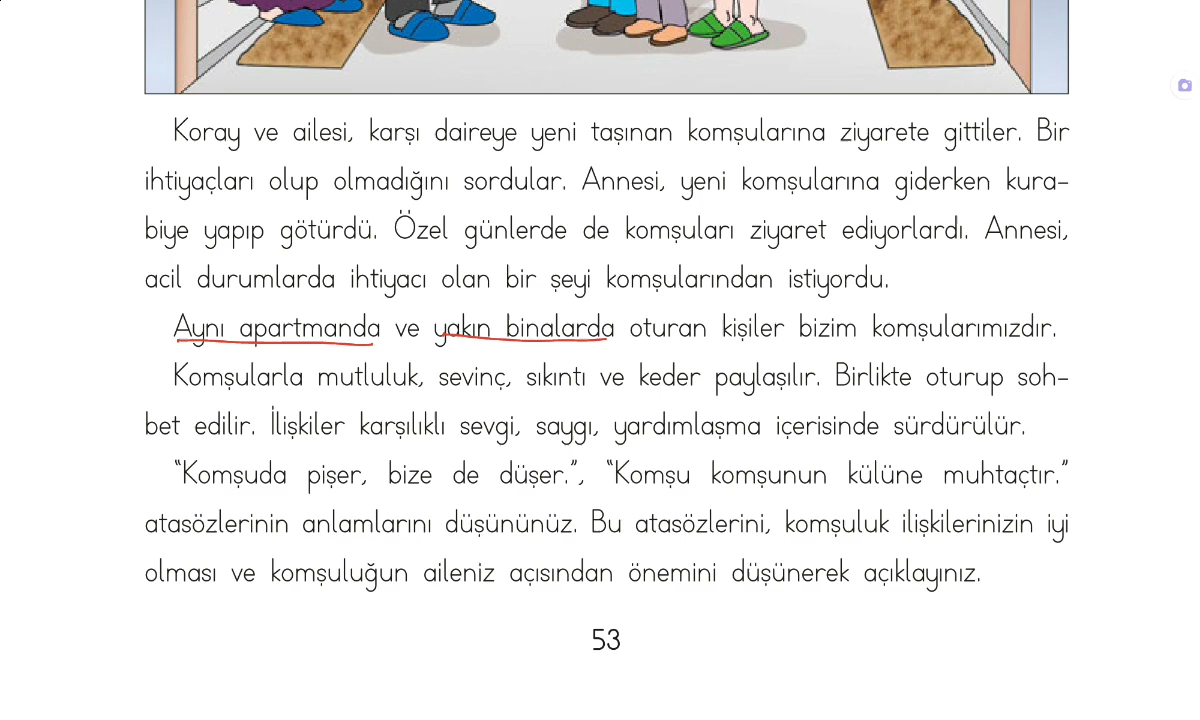 Koray ve ailesi, karşı daireye yeni taşınan komşularına ziyarete gittiler. Bir
ihtiyaçları olup olmadığını sordular. Annesi, yeni komşularına giderken kura-
biye yapıp götürdü. Özel günlerde de komşuları ziyaret ediyorlardı. Annesi,
acil durumlarda ihtiyacı olan bir şeyi komşularından istiyordu.
Aynı apartmanda ve yakın binalarda oturan kişiler bizim komşularımızdır.
Komşularla mutluluk, sevinç, sıkıntı ve keder paylaşılır. Birlikte oturup soh-
bet edilir. İlişkiler karşılıklı sevgi, saygı, yardımlaşma içerisinde sürdürülür.
“Komşuda pişer, bize de düşer.”, “Komşu komşunun külüne muhtaçtır.”
atasözlerinin anlamlarını düşününüz. Bu atasözlerini, komşuluk ilişkilerinizin iyi
olması ve komşuluğun aileniz açısından önemini düşünerek açıklayınız.
53